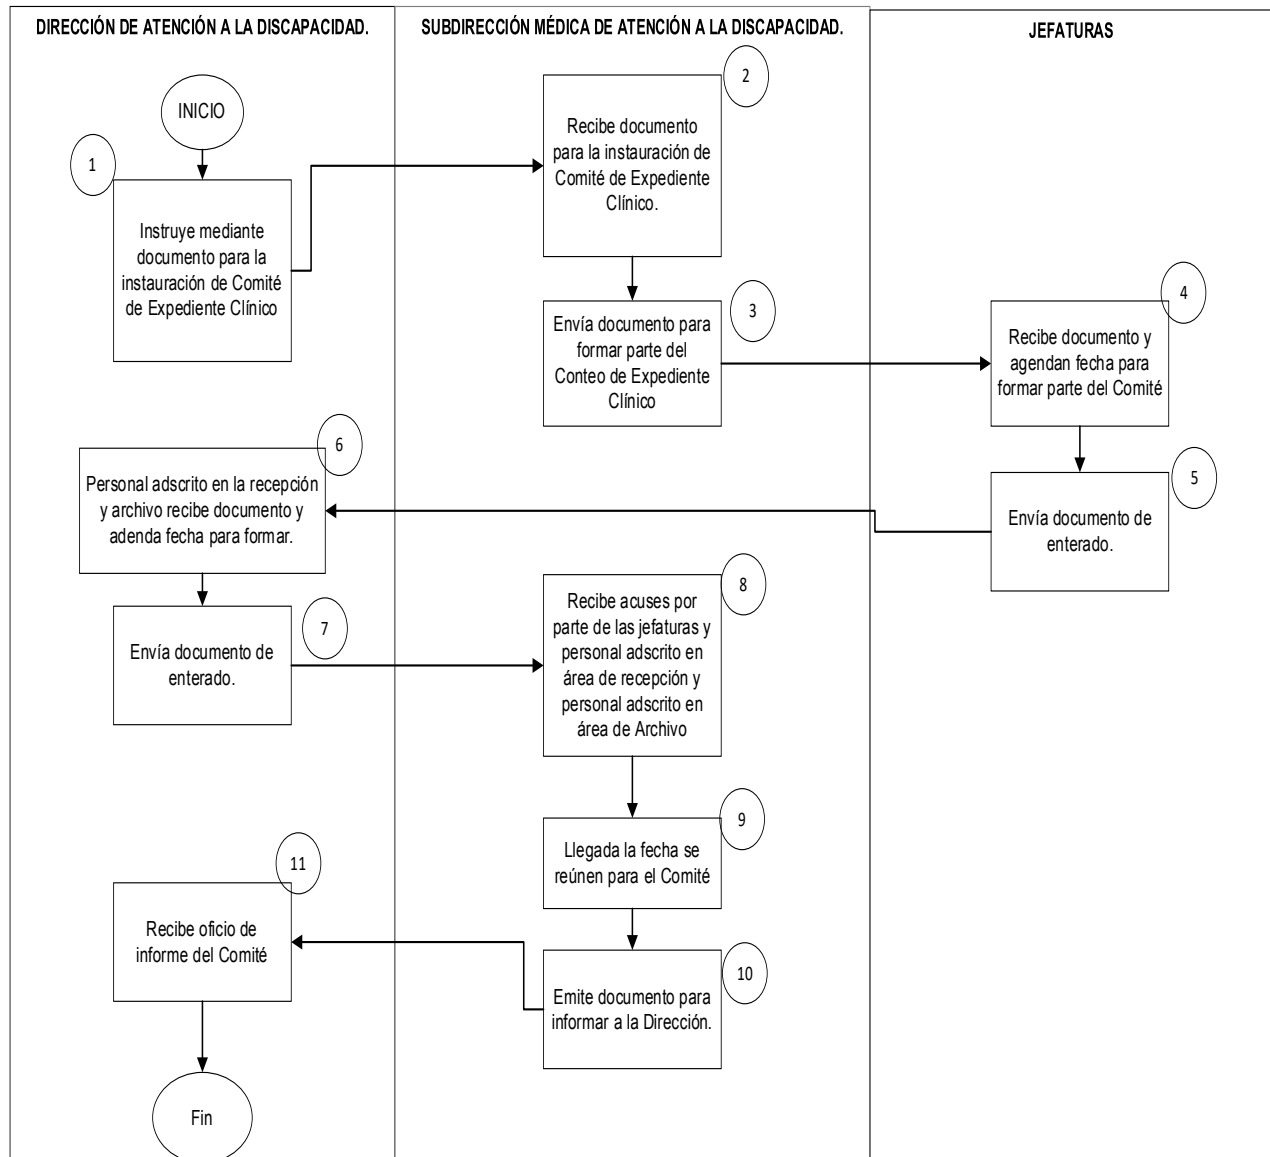 DIRECCIÓN DE ATENCIÓN A LA DISCAPACIDAD.
SUBDIRECCIÓN MÉDICA DE ATENCIÓN A LA DISCAPACIDAD.
JEFATURAS
INICIO
1
Instruye mediante
documento para la
instauración de Comité
de Expediente Clínico
2
Recibe documento
para la instauración de
Comité de Expediente
Clínico.
3
Envía documento para
formar parte del
Conteo de Expediente
Clínico
4
Recibe documento y
agendan fecha para
formar parte del Comité
5
Envía documento de
enterado.
6
Personal adscrito en la recepción
y archivo recibe documento y
adenda fecha para formar.
7
Envía documento de
enterado.
8
Recibe acuses por
parte de las jefaturas y
personal adscrito en
área de recepción y
personal adscrito en
área de Archivo
9
Llegada la fecha se
reúnen para el Comité
10
Emite documento para
informar a la Dirección.
11
Recibe oficio de
informe del Comité
Fin